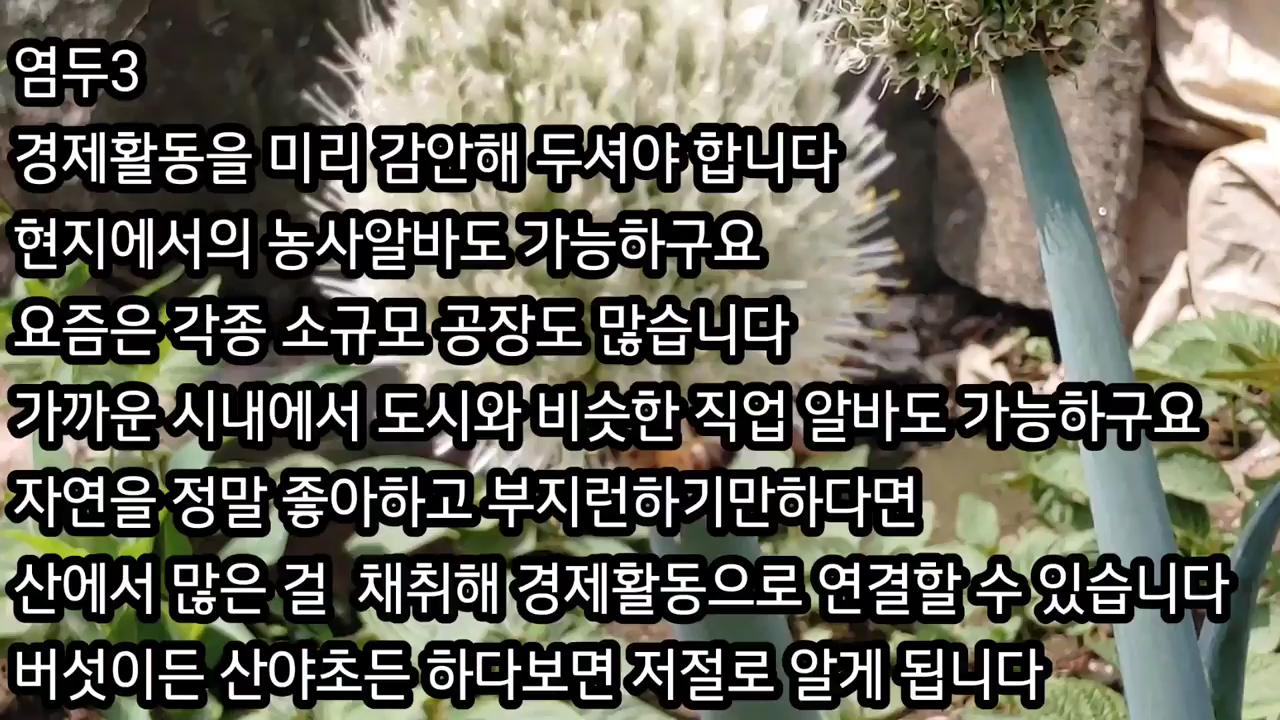 염두3
경제활동을 미리 감안해 두셔야 합니다
현지에서의 농사알바도 가능하구요
요즘은 각종 소규모 공장도 많습니다
가까운 시내에서 도시와 비슷한 직업 알바도 가능하구요
자연을 정말 좋아하고 부지런하기만하다면
산에서 많은 걸  채취해 경제활동으로 연결할 수 있습니다
버섯이든 산야초든 하다보면 저절로 알게 됩니다